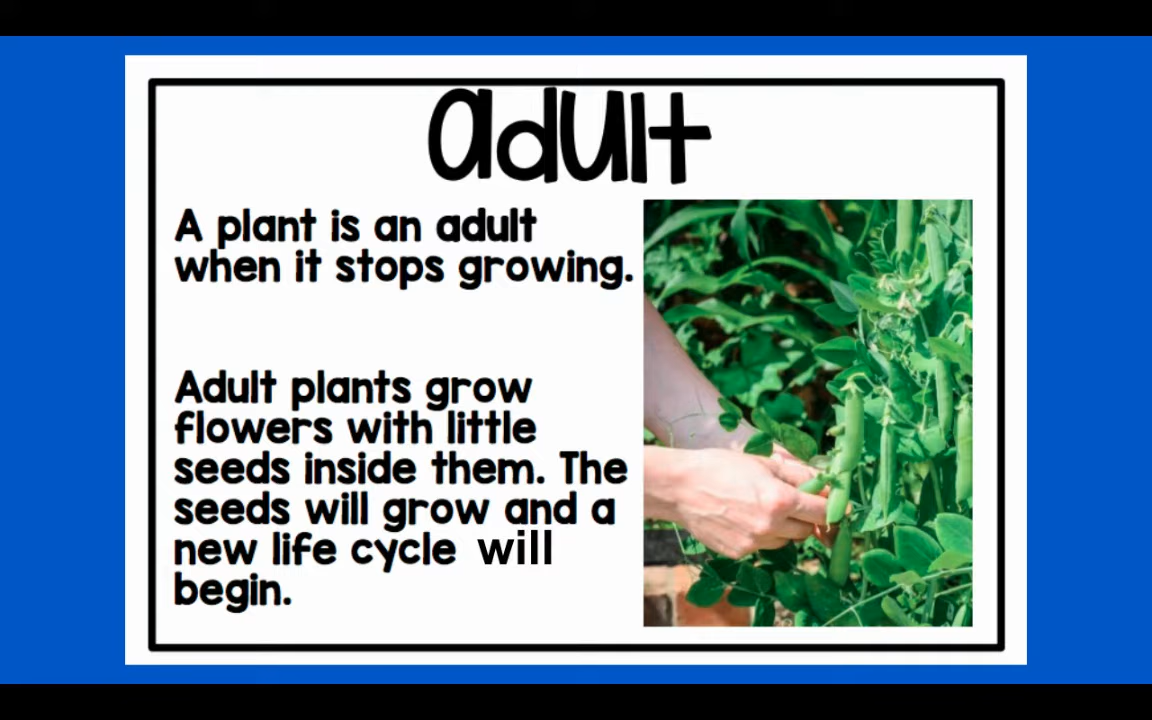 adult
A plant is an adult
when it stops growing.
Adult plants grow
flowers with little
seeds inside them. The
seeds will grow and a
new life cycle will
begin.